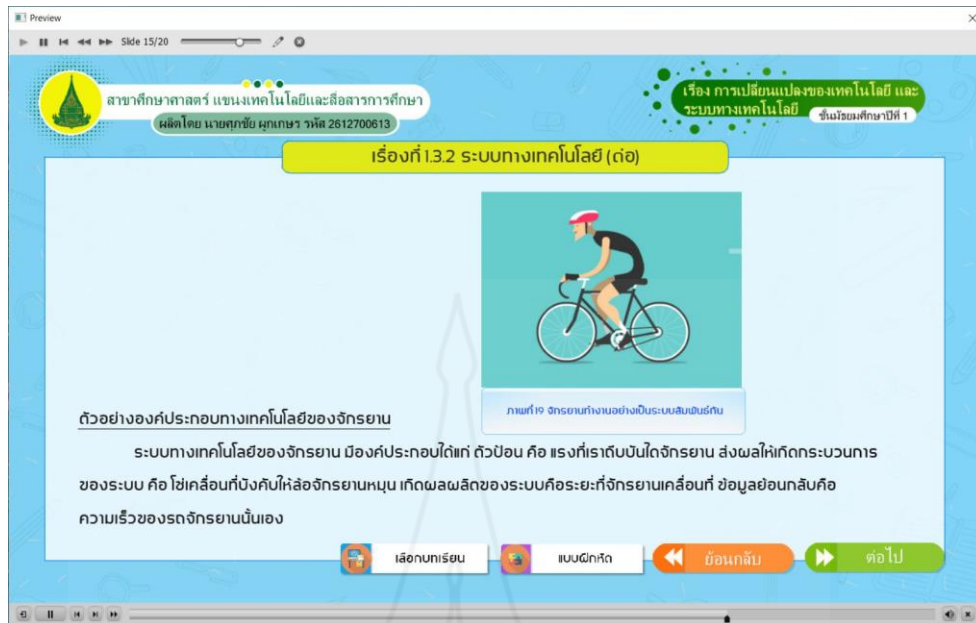 Preview
Slide 15/20
สาขาศึกษาศาสตร์ แขนงเทคโนโลยีและสื่อสารการศึกษา
ผลิตโดย นายศุภชัย ผุกเกษร รหัส 2612700613
เรื่อง การเปลี่ยนแปลงของเทคโนโลยี และ
ระบบทางเทคโนโลยี
ชั้นมัธยมศึกษาปีที่ 1
เรื่องที่ 1.3.2 ระบบทางเทคโนโลยี (ต่อ)
ภาพที่ 19 จักรยานทำงานอย่างเป็นระบบสัมพันธ์กัน
ตัวอย่างองค์ประกอบทางเทคโนโลยีของจักรยาน
ระบบทางเทคโนโลยีของจักรยาน มีองค์ประกอบได้แก่ ตัวป้อน คือ แรงที่เราถีบบันไดจักรยาน ส่งผลให้เกิดกระบวนการ
ของระบบ คือ โซ่เคลื่อนที่บังคับให้ล้อจักรยานหมุน เกิดผลผลิตของระบบคือระยะที่จักรยานเคลื่อนที่ ข้อมูลย้อนกลับคือ
ความเร็วของรถจักรยานนั้นเอง
เลือกบทเรียน
แบบฝึกหัด
ย้อนกลับ
ต่อไป